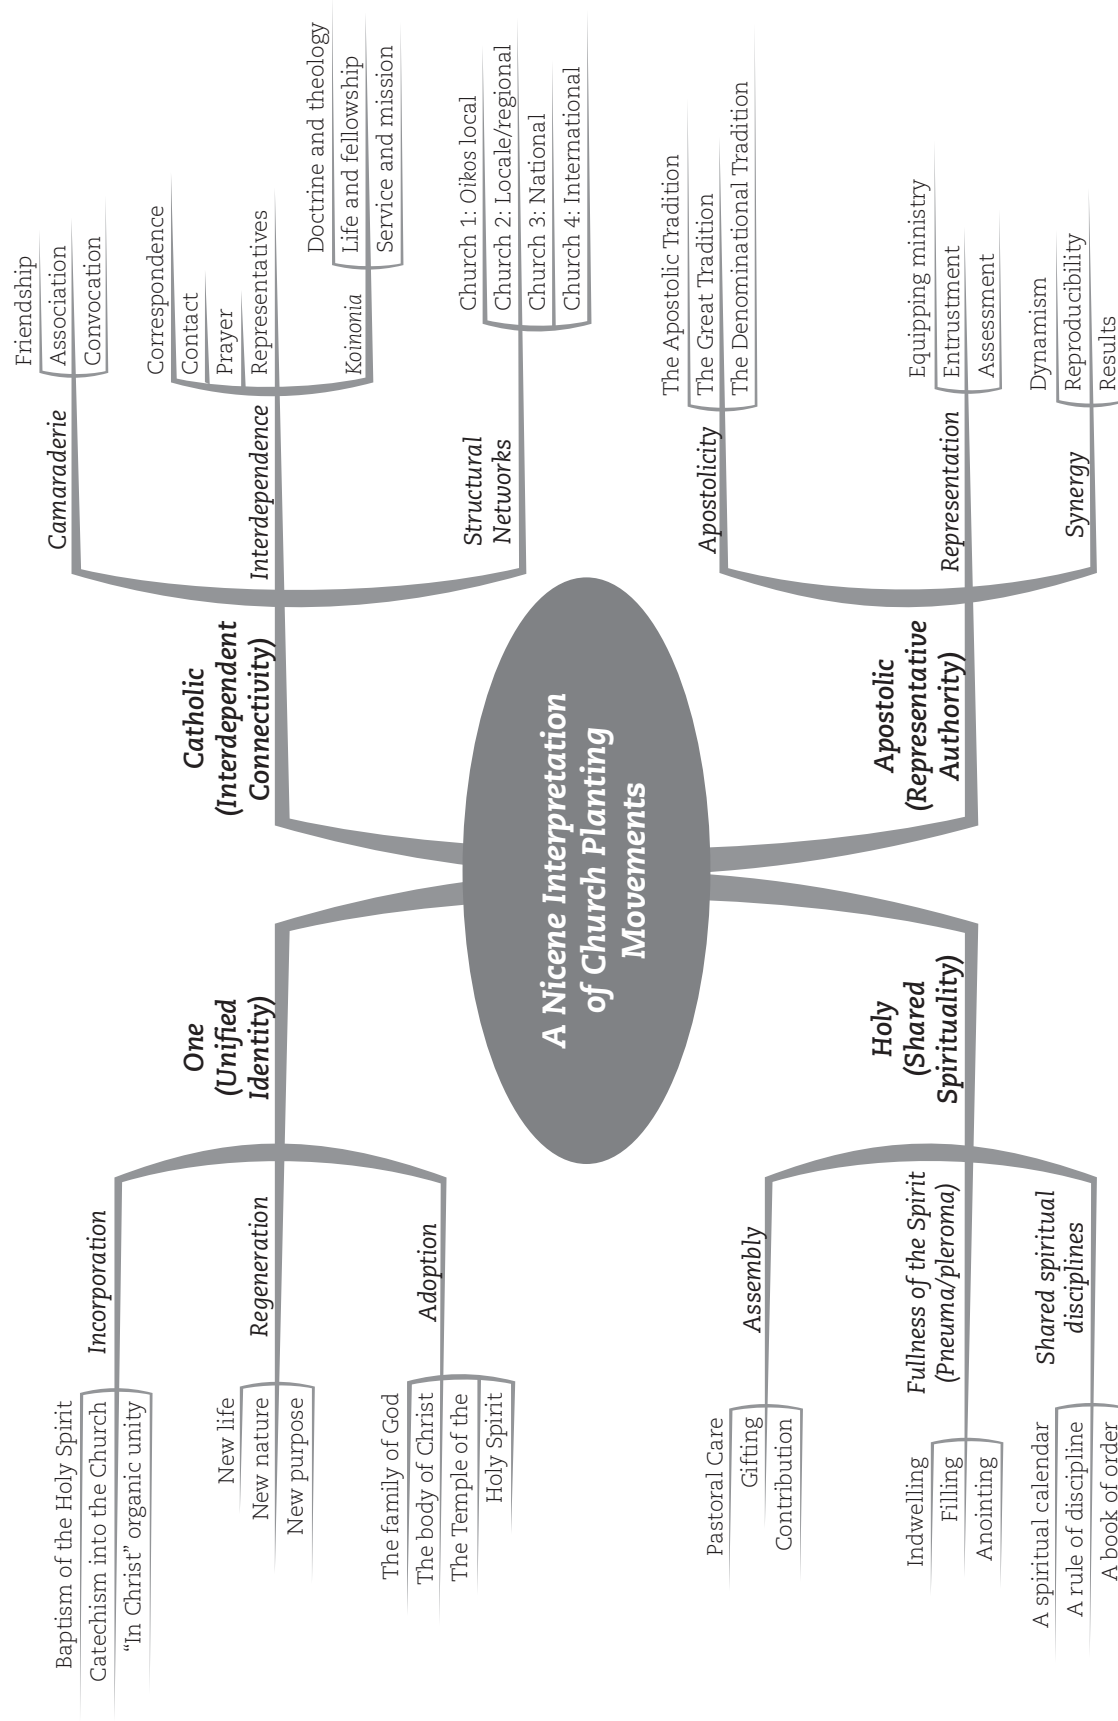 A Nicene Interpretation
of Church Planting
Movements
One
(Unified
Identity)
Incorporation
Baptism of the Holy Spirit
Catechism into the Church
“In Christ” organic unity
Regeneration
New life
New nature
New purpose
Adoption
The family of God
The body of Christ
The Temple of the
Holy Spirit
Catholic
(Interdependent
Connectivity)
Camaraderie
Friendship
Association
Convocation
Interdependence
Correspondence
Contact
Prayer
Representatives
Koinonia
Doctrine and theology
Life and fellowship
Service and mission
Structural
Networks
Church 1: Oikos local
Church 2: Locale/regional
Church 3: National
Church 4: International
Holy
(Shared
Spirituality)
Assembly
Pastoral Care
Gifting
Contribution
Fullness of the Spirit
(Pneuma/pleroma)
Indwelling
Filling
Anointing
Shared spiritual
disciplines
A spiritual calendar
A rule of discipline
A book of order
Apostolic
(Representative
Authority)
Apostolicity
The Apostolic Tradition
The Great Tradition
The Denominational Tradition
Representation
Equipping ministry
Entrustment
Assessment
Synergy
Dynamism
Reproducibility
Results